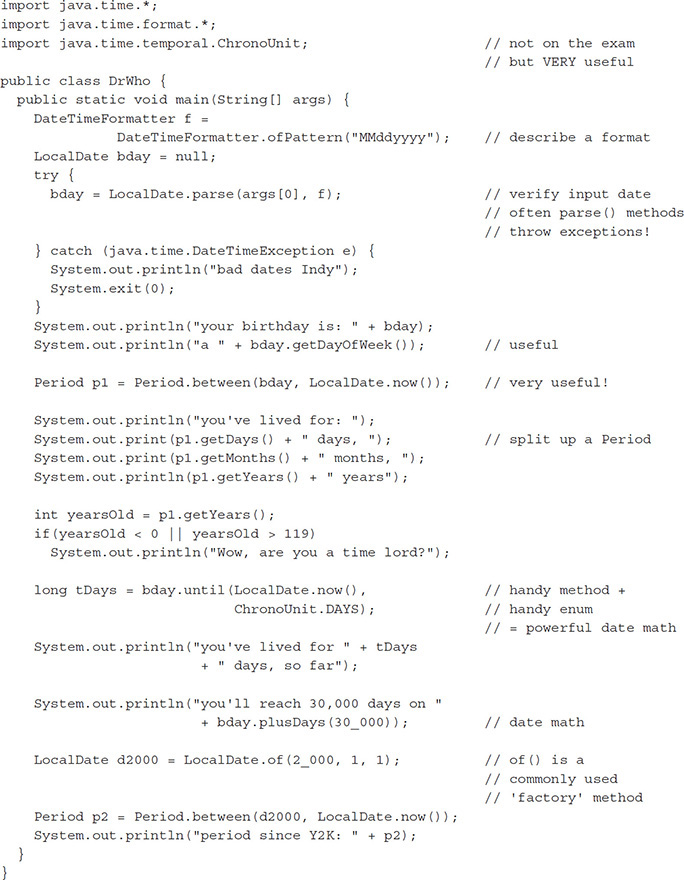 import java.time.*;
import java.time.format.*;
import java.time.temporal.ChronoUnit; // not on the exam
// but VERY useful
public class DrWho {
public static void main(String[] args) {
DateTimeFormatter f =
DateTimeFormatter.ofPattern("MMddyyyy"); // describe a format
LocalDate bday = null;
try {
bday = LocalDate.parse(args[0], f); // verify input date
// often parse() methods
// throw exceptions!
} catch (java.time.DateTimeException e) {
System.out.println("bad dates Indy");
System.exit(0);
}
System.out.println("your birthday is: " + bday);
System.out.println("a " + bday.getDayOfWeek()); // useful
Period p1 = Period.between(bday, LocalDate.now()); // very useful!
System.out.println("you've lived for: ");
System.out.print(p1.getDays() + " days, "); // split up a Period
System.out.print(p1.getMonths() + " months, ");
System.out.println(p1.getYears() + " years");
int yearsOld = p1.getYears();
if(yearsOld < 0 || yearsOld > 119)
System.out.println("Wow, are you a time lord?");
long tDays = bday.until(LocalDate.now(), // handy method +
ChronoUnit.DAYS); // handy enum
// = powerful date math
System.out.println("you've lived for " + tDays
+ " days, so far");
System.out.println("you'll reach 30,000 days on "
+ bday.plusDays(30_000)); // date math
LocalDate d2000 = LocalDate.of(2_000, 1, 1); // of() is a
// commonly used
// 'factory' method
Period p2 = Period.between(d2000, LocalDate.now());
System.out.println("period since Y2K: " + p2);
}
}